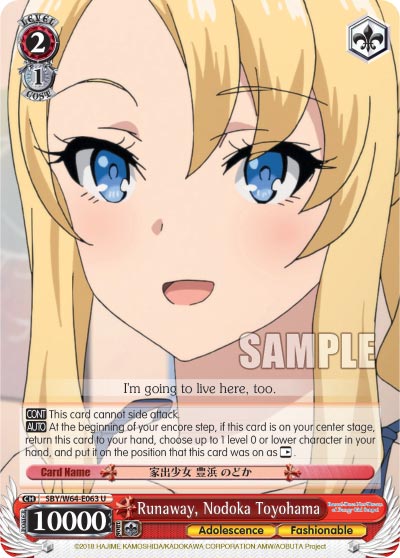 LEVEL
2
1
COST
SAMPLE
I'm going to live here, too.
CONT This card cannot side attack.
AUTO At the beginning of your encore step, if this card is on your center stage,
return this card to your hand, choose up to 1 level 0 or lower character in
your hand, and put it on the position that this card was on as
Card Name 家出少女 豊浜 のどか
CH SBY/W64-E063 U
Runaway, Nodoka Toyohama
10000
Adolescence Fashionable
©2018 HAJIME KAMOSHIDA/KADOKAWA CORPORATION AMW/AOBUTA Project